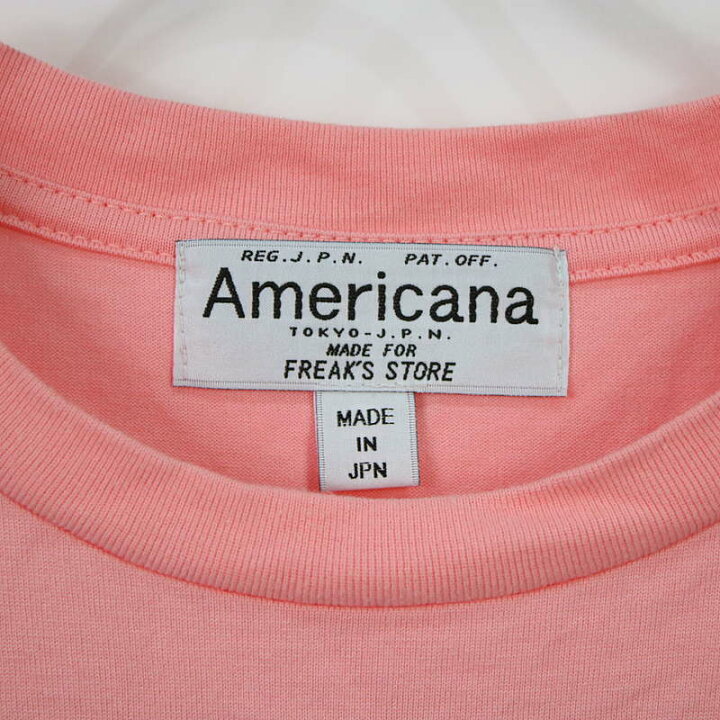 REG.J.P.N. PAT.OFF.
Americana
TOKYO-J.P.N.
MADE FOR
FREAK'S STORE
MADE
IN
JPN